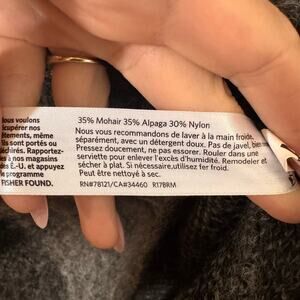 Nous voulons
récupérer nos
vêtements, même
s'ils sont portés ou
déchirés. Rapportez-
les à nos magasins
des É.-U. et appuyez
le programme
FISHER FOUND.
35% Mohair 35% Alpaga 30% Nylon
Nous vous recommandons de laver à la main froide,
séparément, avec un détergent doux. Pas de javel,
Pressez doucement, ne pas essorer. Rouler dans une
serviette pour enlever l'excès d'humidité. Remodeler et
sécher à plat. Si nécessaire,utilisez fer froid.
Peut être nettoyé à sec.
RN#78121/CA#34460 R17BRM